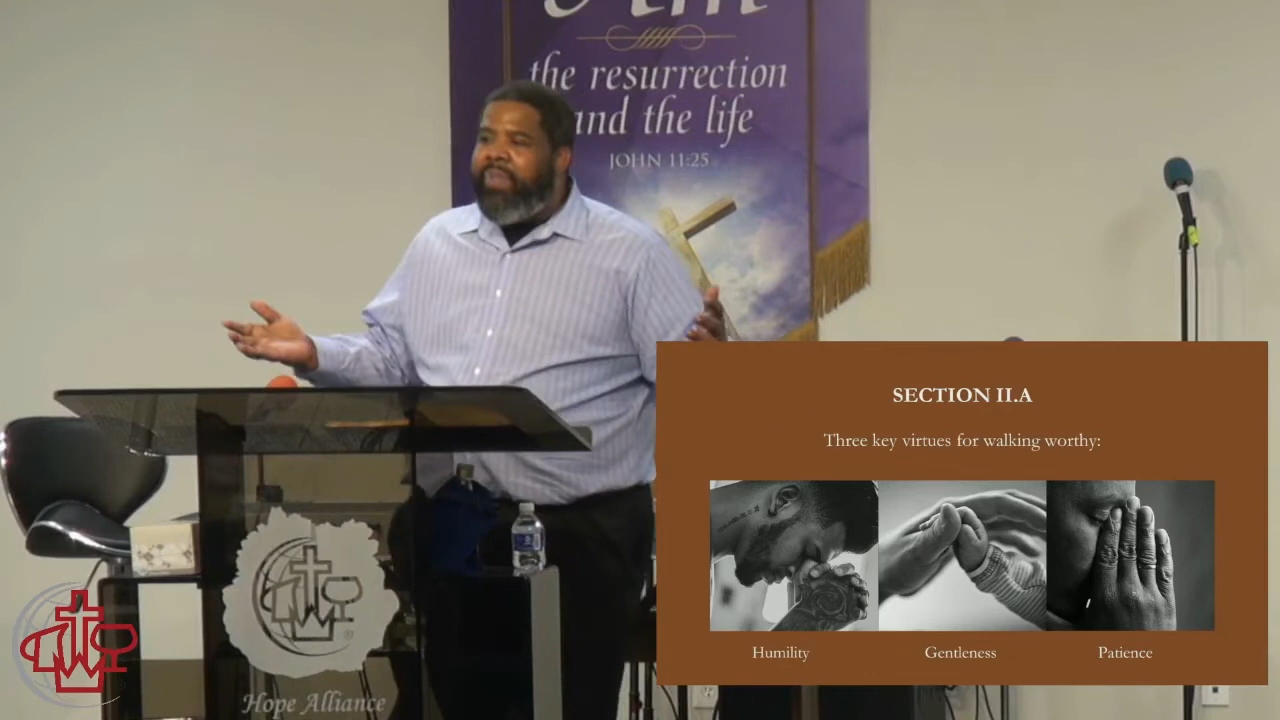 the resurrection
and the life
JOHN 11:25
SECTION II.A
Three key virtues for walking worthy:
Humility
Gentleness
Patience
Hope Alliance